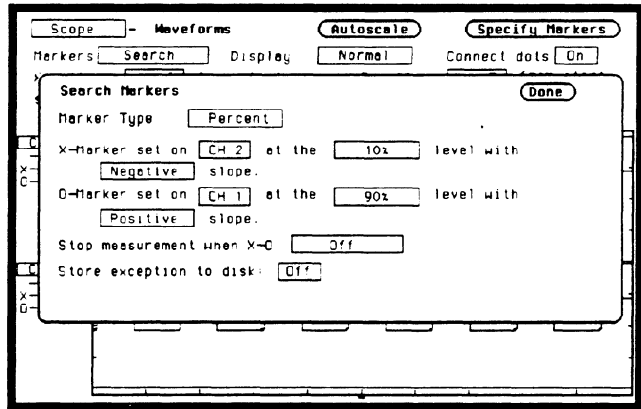 Scope - Waveforms Autoscale Specify Markers
Markers Search Display Normal Connect dots On
Search Markers Done
Marker Type Percent
X-Marker set on CH 2 at the 10% level with
Negative slope.
O-Marker set on CH 1 at the 90% level with
Positive slope.
Stop measurement when X-O Off
Store exception to disk: Off
X
O
X
O